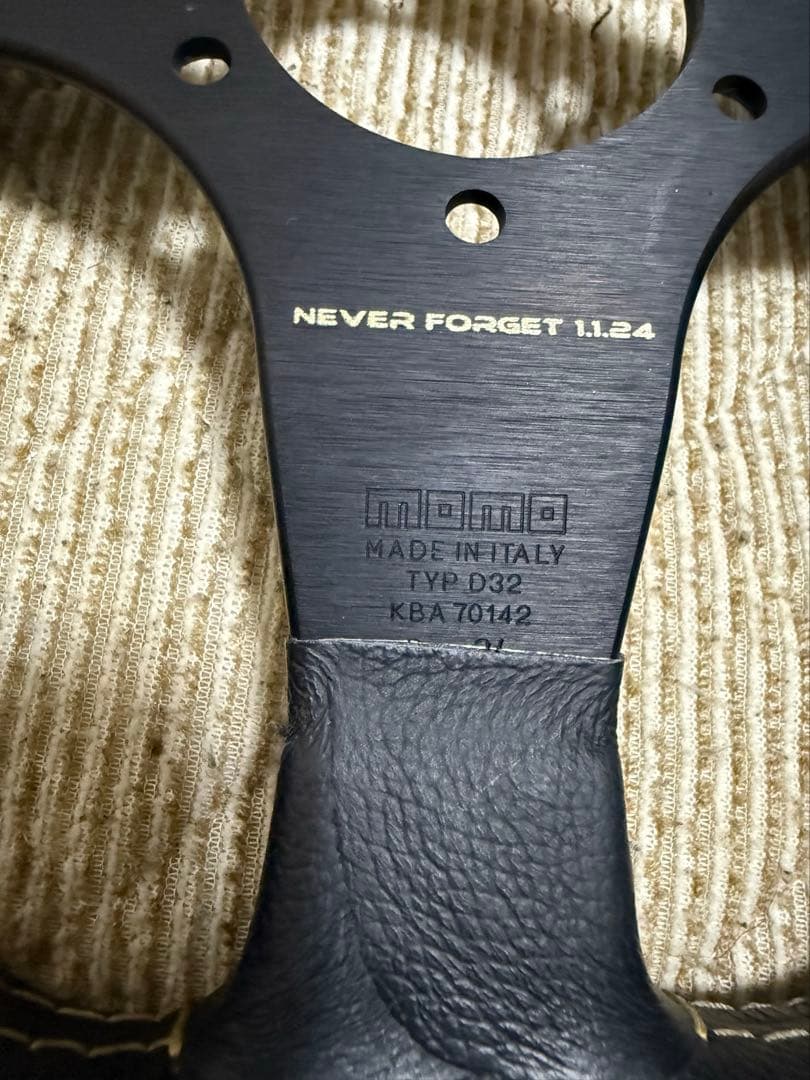 NEVER FORGET 1.1.24
momo
MADE IN ITALY
TYP D32
KBA 70142